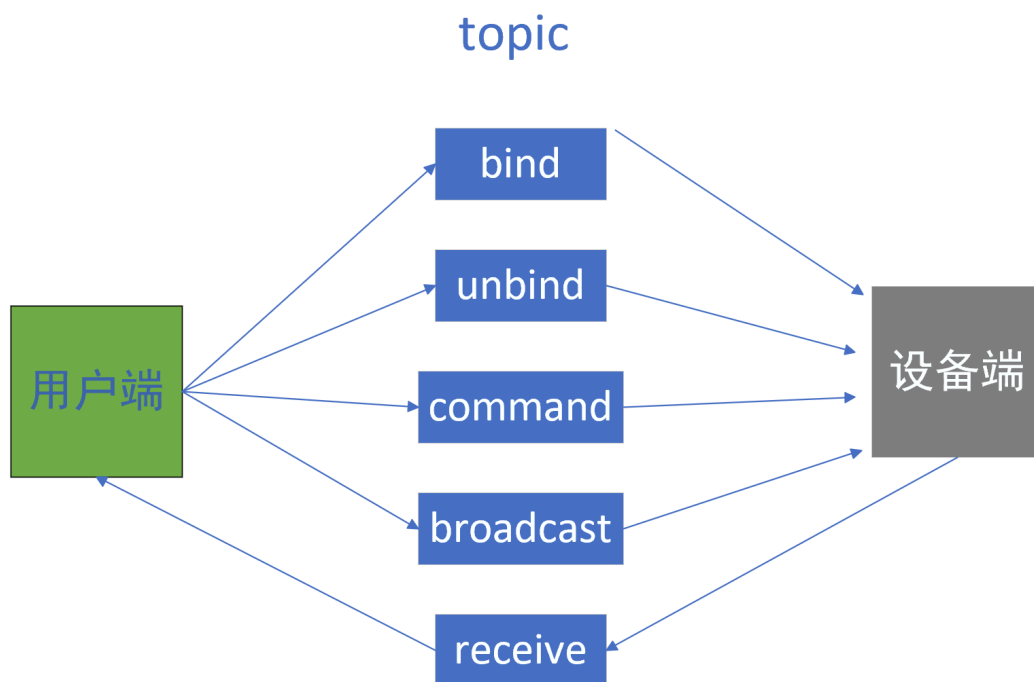 topic
bind
unbind
用户端
设备端
command
broadcast
receive